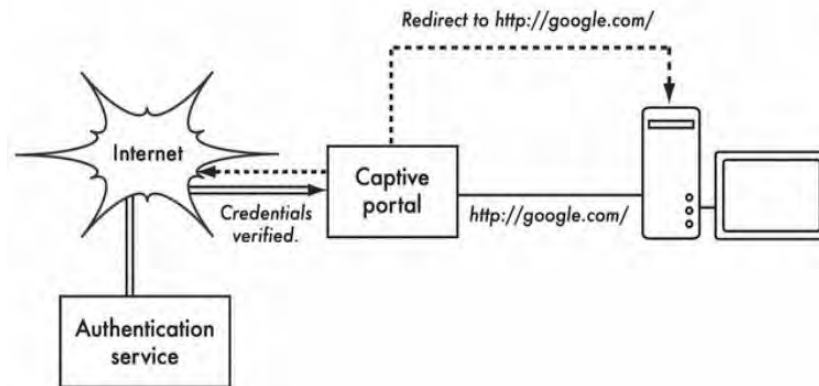 Redirect to http://google.com/
Internet
Captive
portal
Credentials
verified.
http://google.com/
Authentication
service